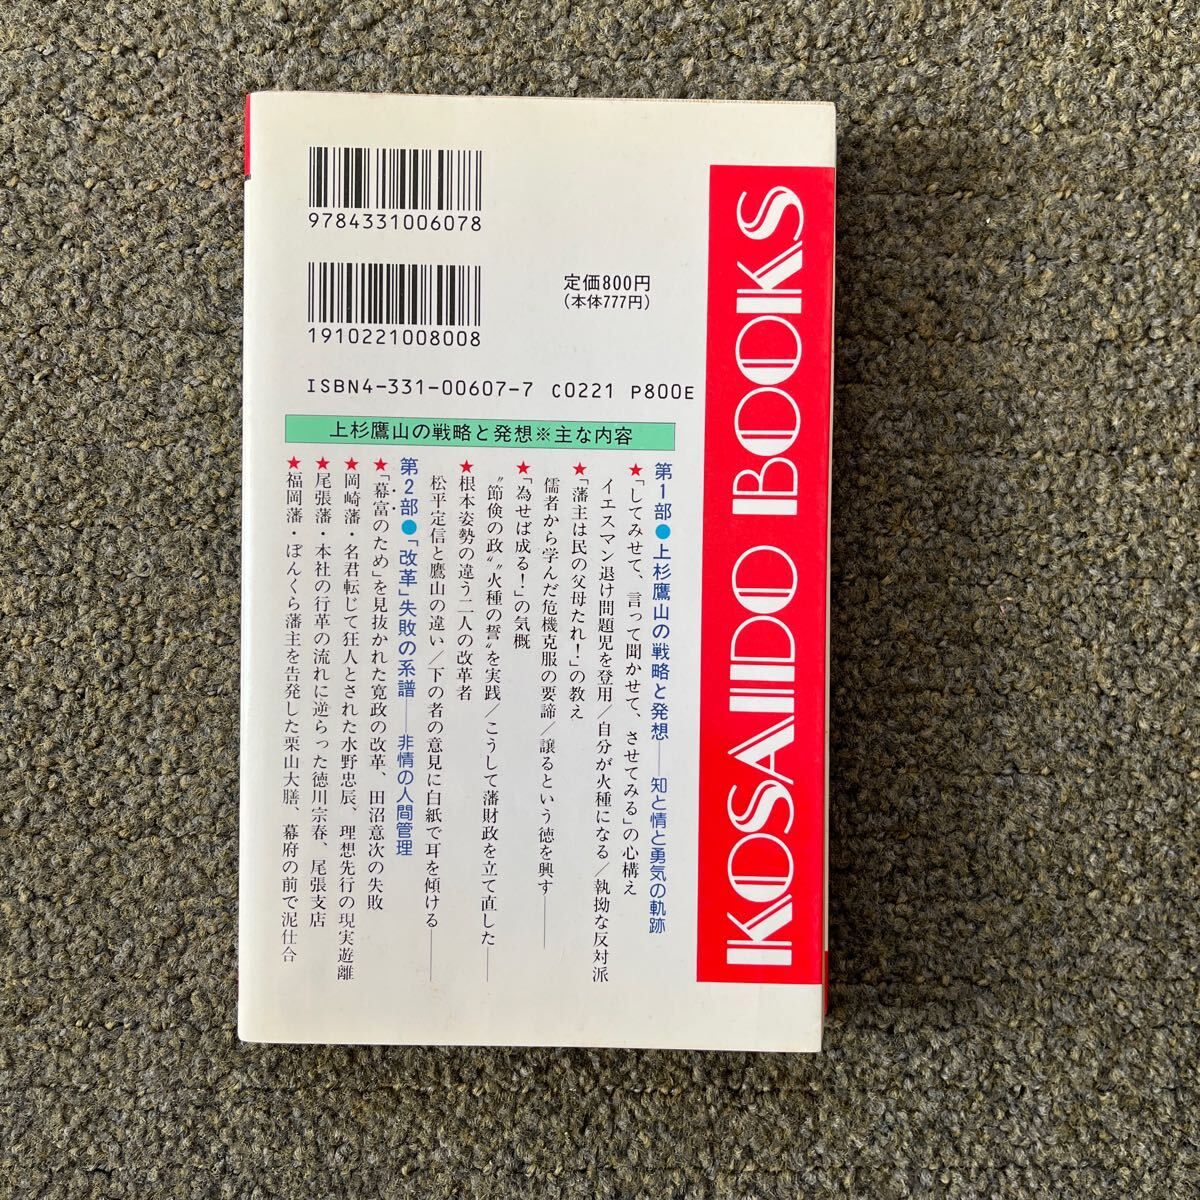 9784331006078
1910221008008
定価800円
(本体777円)
ISBN4-331-00607-7 C0221 P800E
KOSAIDO BOOKS
上杉鷹山の戦略と発想※主な内容
第1部●上杉鷹山の戦略と発想――知と情と勇気の軌跡
★「してみせて、言って聞かせて、させてみる」の心構え
イエスマン退け問題児を登用/自分が火種になる/執拗な反対派
★「藩主は民の父母たれ!」の教え
儒者から学んだ危機克服の要諦/譲るという徳を興す――
★「為せば成る!」の気概
〝節倹の政〟〝火種の誓〟を実践/こうして藩財政を立て直した――
★根本姿勢の違う二人の改革者
松平定信と鷹山の違い/下の者の意見に白紙で耳を傾ける――
第2部●「改革」失敗の系譜――非情の人間管理
★「幕富のため」を見抜かれた寛政の改革、田沼意次の失敗
★岡崎藩・名君転じて狂人とされた水野忠辰、理想先行の現実遊離
★尾張藩・本社の行革の流れに逆らった徳川宗春、尾張支店
★福岡藩・ぼんくら藩主を告発した栗山大膳、幕府の前で泥仕合